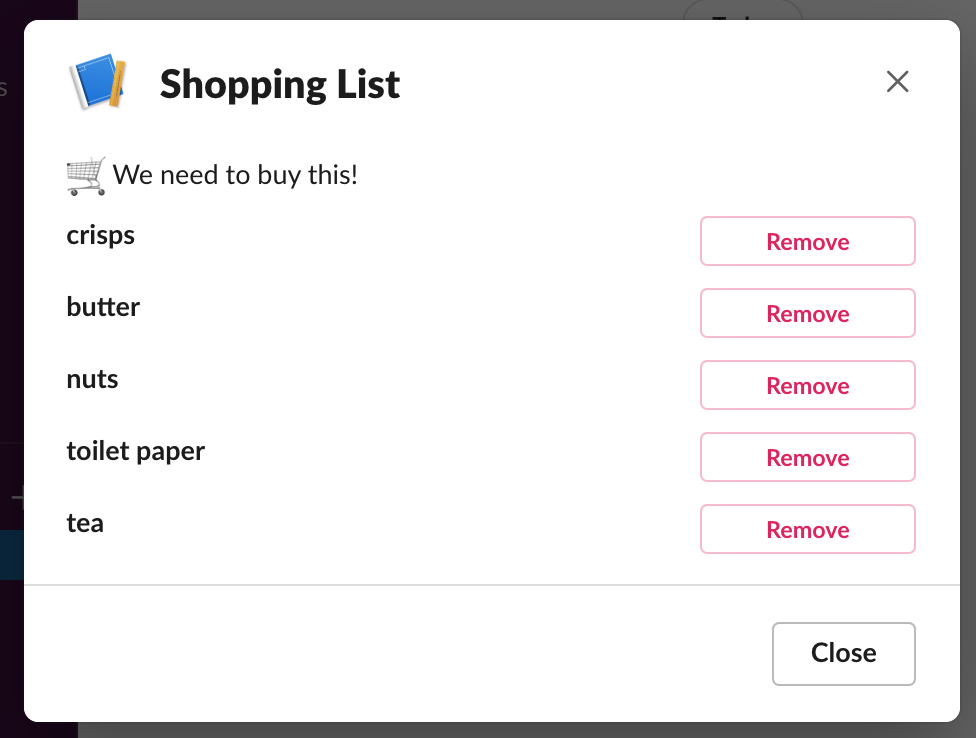 Shopping List
We need to buy this!
crisps
Remove
butter
Remove
nuts
Remove
toilet paper
Remove
tea
Remove
Close